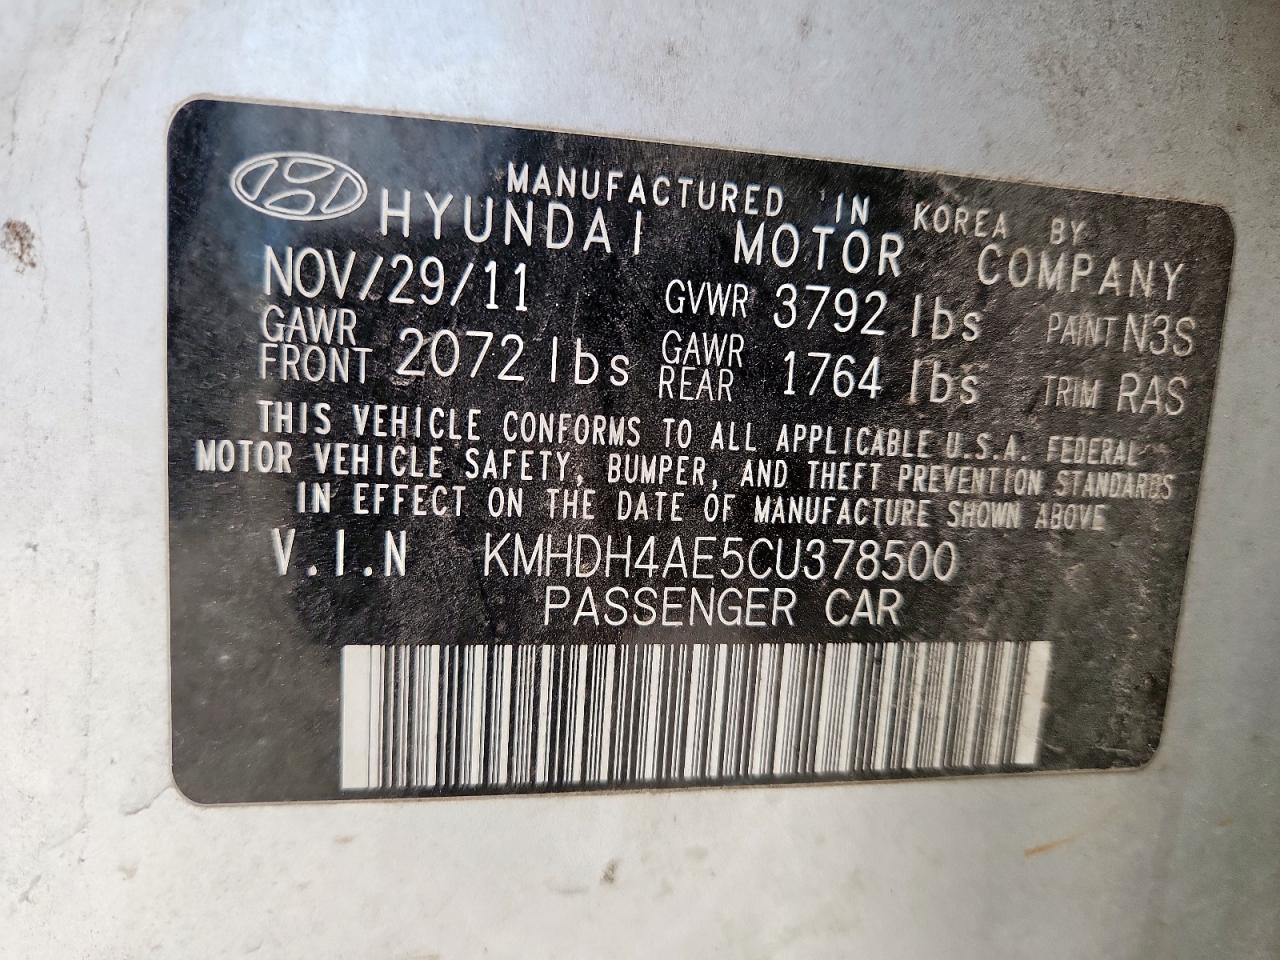 MANUFACTURED IN KOREA BY
HYUNDAI MOTOR COMPANY
NOV/29/11 GVWR 3792 lbs PAINT N3S
GAWR FRONT 2072 lbs GAWR REAR 1764 lbs TRIM RAS
THIS VEHICLE CONFORMS TO ALL APPLICABLE U.S.A. FEDERAL
MOTOR VEHICLE SAFETY, BUMPER, AND THEFT PREVENTION STANDARDS
IN EFFECT ON THE DATE OF MANUFACTURE SHOWN ABOVE
V.I.N KMHDH4AE5CU378500
PASSENGER CAR